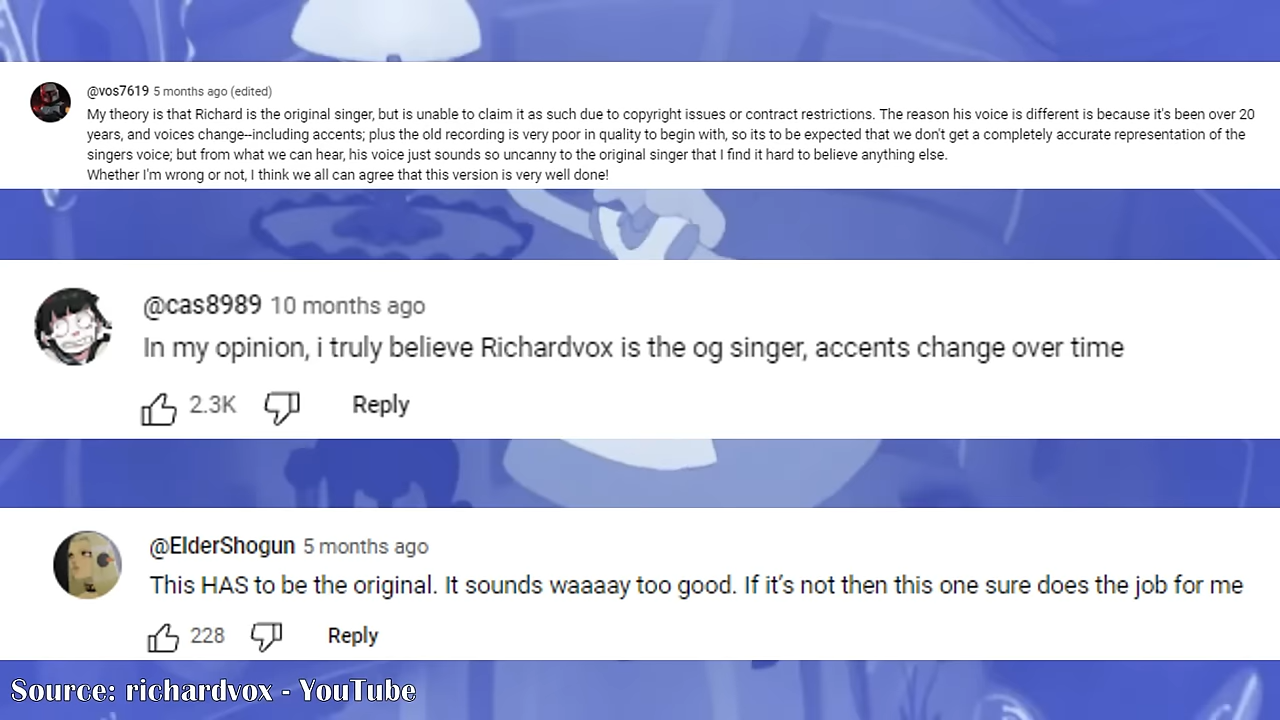 @vos7619 5 months ago (edited)
My theory is that Richard is the original singer, but is unable to claim it as such due to copyright issues or contract restrictions. The reason his voice is different is because it's been over 20
years, and voices change--including accents; plus the old recording is very poor in quality to begin with, so its to be expected that we don't get a completely accurate representation of the
singers voice; but from what we can hear, his voice just sounds so uncanny to the original singer that I find it hard to believe anything else.
Whether I'm wrong or not, I think we all can agree that this version is very well done!
@cas8989 10 months ago
In my opinion, i truly believe Richardvox is the og singer, accents change over time
2.3K Reply
@ElderShogun 5 months ago
This HAS to be the original. It sounds waaaay too good. If it's not then this one sure does the job for me
228 Reply
Source: richardvox - YouTube